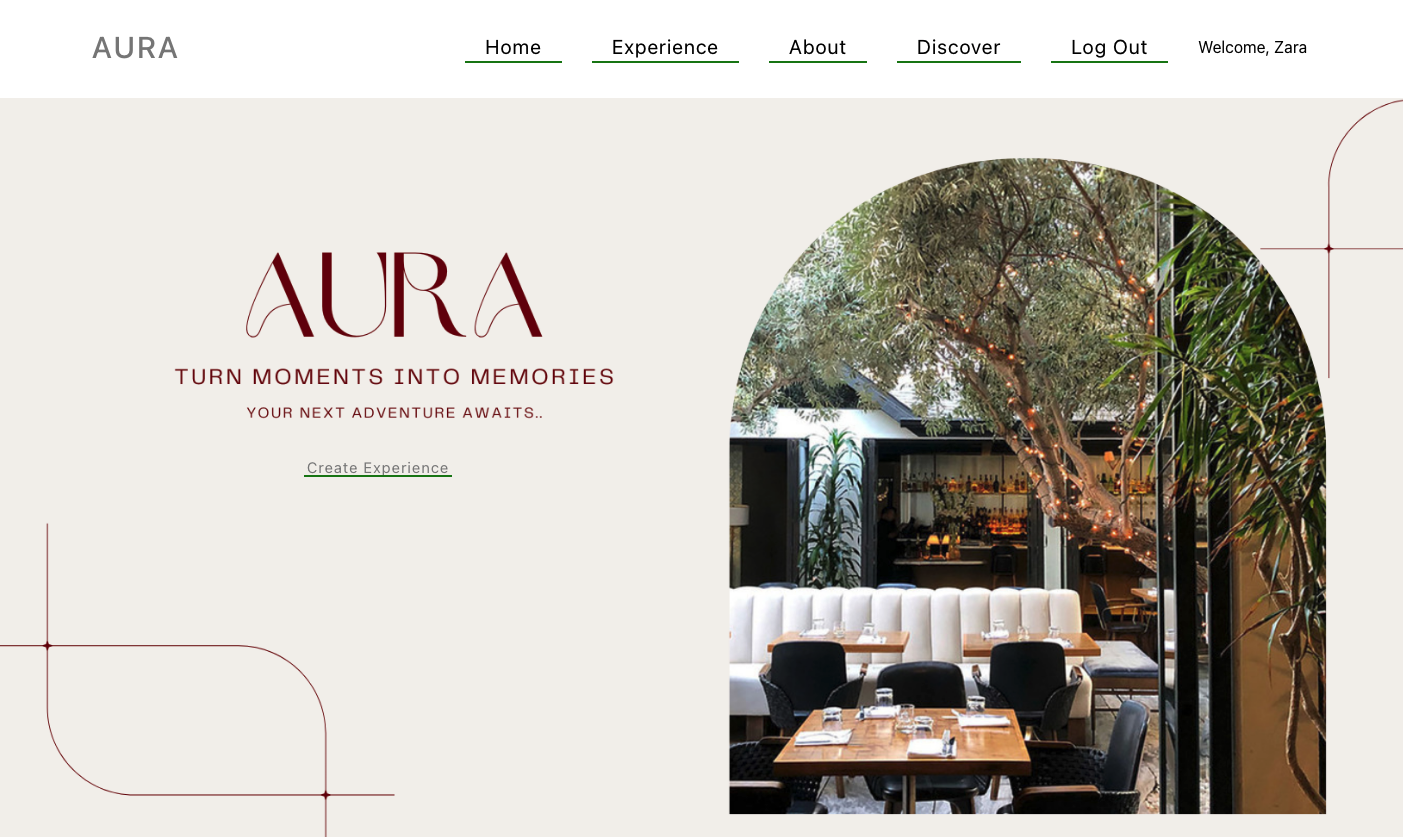 AURA Home Experience About Discover Log Out Welcome, Zara
AURA
TURN MOMENTS INTO MEMORIES
YOUR NEXT ADVENTURE AWAITS..
Create Experience